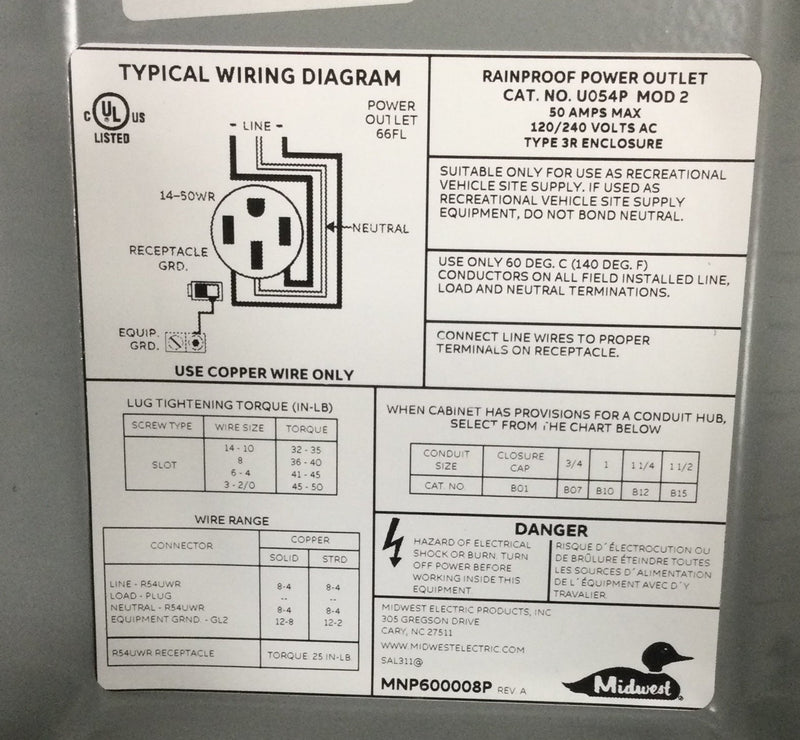 TYPICAL WIRING DIAGRAM
C UL US
LISTED
- LINE -
POWER
OUTLET
66FL
14-50WR
NEUTRAL
RECEPTACLE
GRD.
EQUIP.
GRD.
USE COPPER WIRE ONLY
RAINPROOF POWER OUTLET
CAT. NO. U054P MOD 2
50 AMPS MAX
120/240 VOLTS AC
TYPE 3R ENCLOSURE
SUITABLE ONLY FOR USE AS RECREATIONAL
VEHICLE SITE SUPPLY. IF USED AS
RECREATIONAL VEHICLE SITE SUPPLY
EQUIPMENT, DO NOT BOND NEUTRAL.
USE ONLY 60 DEG. C (140 DEG. F)
CONDUCTORS ON ALL FIELD INSTALLED LINE,
LOAD AND NEUTRAL TERMINATIONS.
CONNECT LINE WIRES TO PROPER
TERMINALS ON RECEPTACLE.
LUG TIGHTENING TORQUE (IN-LB)
SCREW TYPE WIRE SIZE TORQUE
SLOT
14 - 10 32 - 35
8 36 - 40
6 - 4 41 - 45
3 - 2/0 45 - 50
WIRE RANGE
CONNECTOR COPPER
SOLID STRD
LINE - R54UWR 8-4 8-4
LOAD - PLUG -- --
NEUTRAL - R54UWR 8-4 8-4
EQUIPMENT GRND. - GL2 12-8 12-2
R54UWR RECEPTACLE TORQUE: 25 IN-LB
WHEN CABINET HAS PROVISIONS FOR A CONDUIT HUB,
SELECT FROM THE CHART BELOW
CONDUIT SIZE CLOSURE CAP 3/4 1 1 1/4 1 1/2
CAT. NO. B01 B07 B10 B12 B15
DANGER
HAZARD OF ELECTRICAL
SHOCK OR BURN. TURN
OFF POWER BEFORE
WORKING INSIDE THIS
EQUIPMENT.
RISQUE D´ÉLECTROCUTION OU
DE BRÛLURE ÉTEINDRE TOUTES
LES SOURCES D´ALIMENTATION
DE L´ÉQUIPMENT AVEC D´Y
TRAVALIER.
MIDWEST ELECTRIC PRODUCTS, INC
305 GREGSON DRIVE
CARY, NC 27511
WWW.MIDWESTELECTRIC.COM
SAL311@
MNP600008P REV. A
Midwest